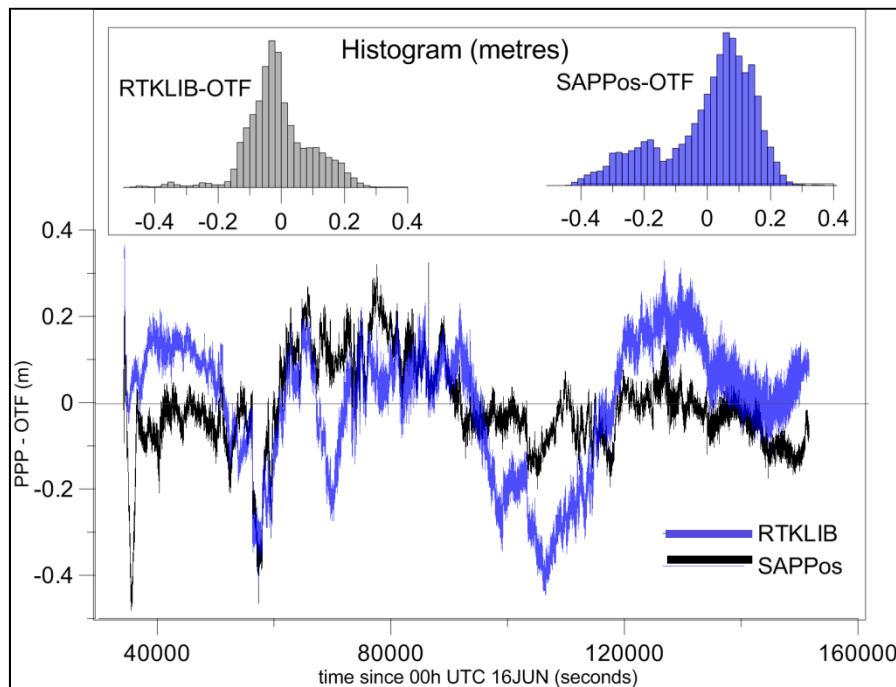 Histogram (metres)
RTKLIB-OTF
SAPPos-OTF
-0.4 -0.2 0 0.2 0.4
-0.4 -0.2 0 0.2 0.4
0.4
0.2
0
-0.2
-0.4
PPP - OTF (m)
RTKLIB
SAPPos
40000 80000 120000 160000
time since 00h UTC 16JUN (seconds)